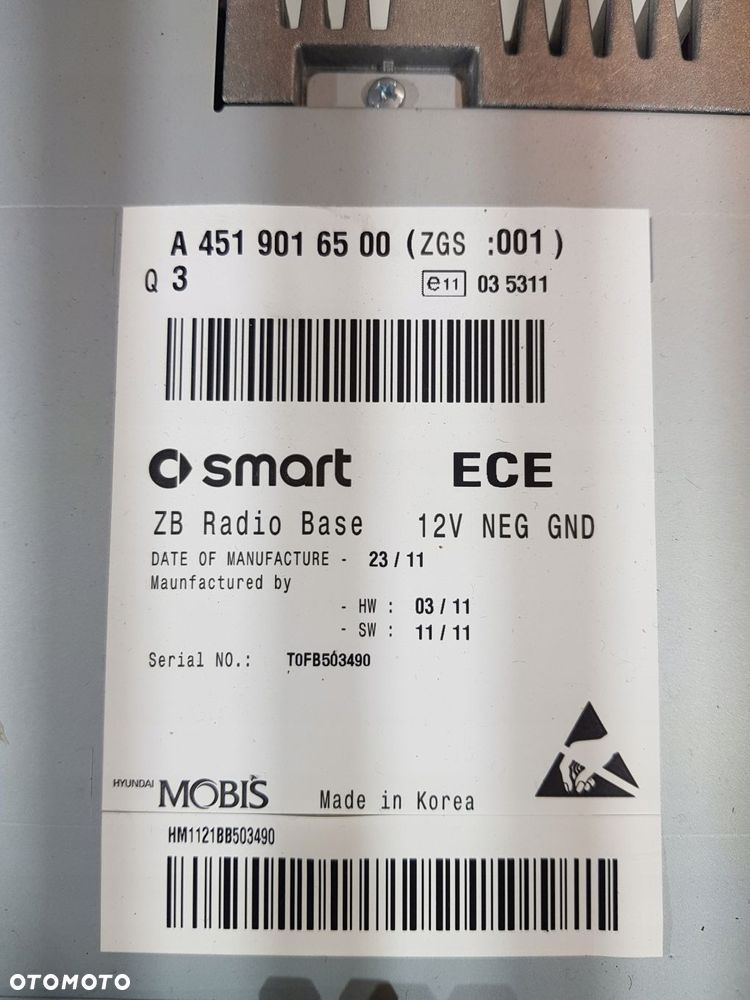 A 451 901 65 00 (ZGS :001 )
Q 3
e11 03 5311
smart ECE
ZB Radio Base 12V NEG GND
DATE OF MANUFACTURE - 23 / 11
Maunfactured by
- HW : 03 / 11
- SW : 11 / 11
Serial NO.: T0FB503490
HYUNDAI MOBIS Made in Korea
HM1121BB503490
OTOMOTO